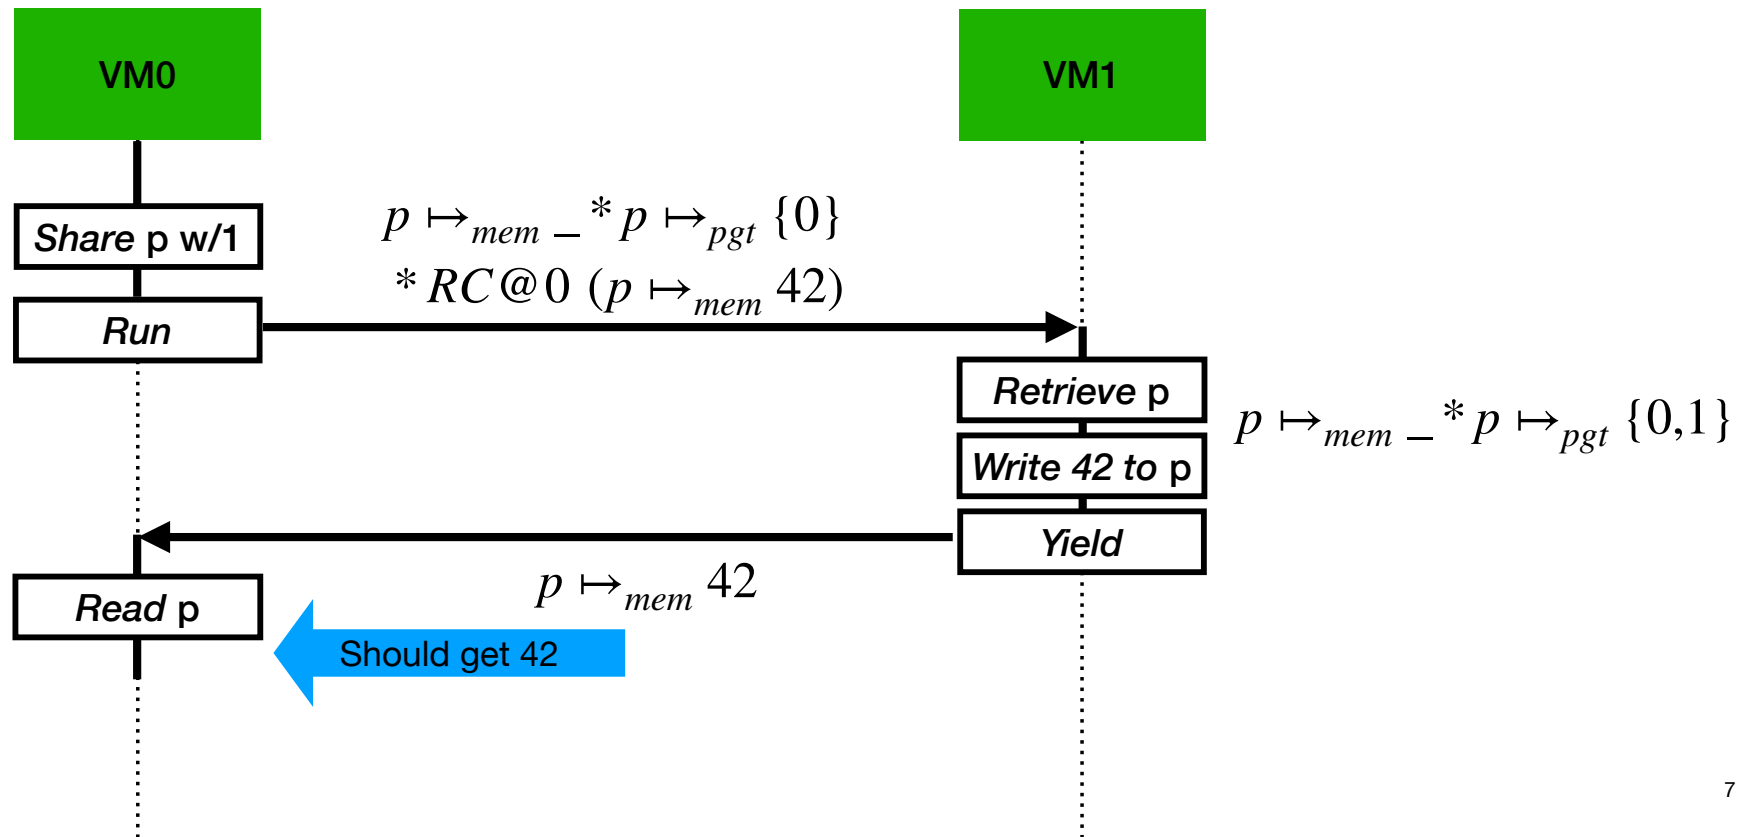 VM0
VM1
Share p w/1
p ↦mem _ * p ↦pgt {0}
* RC@0 (p ↦mem 42)
Run
Retrieve p
p ↦mem _ * p ↦pgt {0,1}
Write 42 to p
Yield
p ↦mem 42
Read p
Should get 42
7